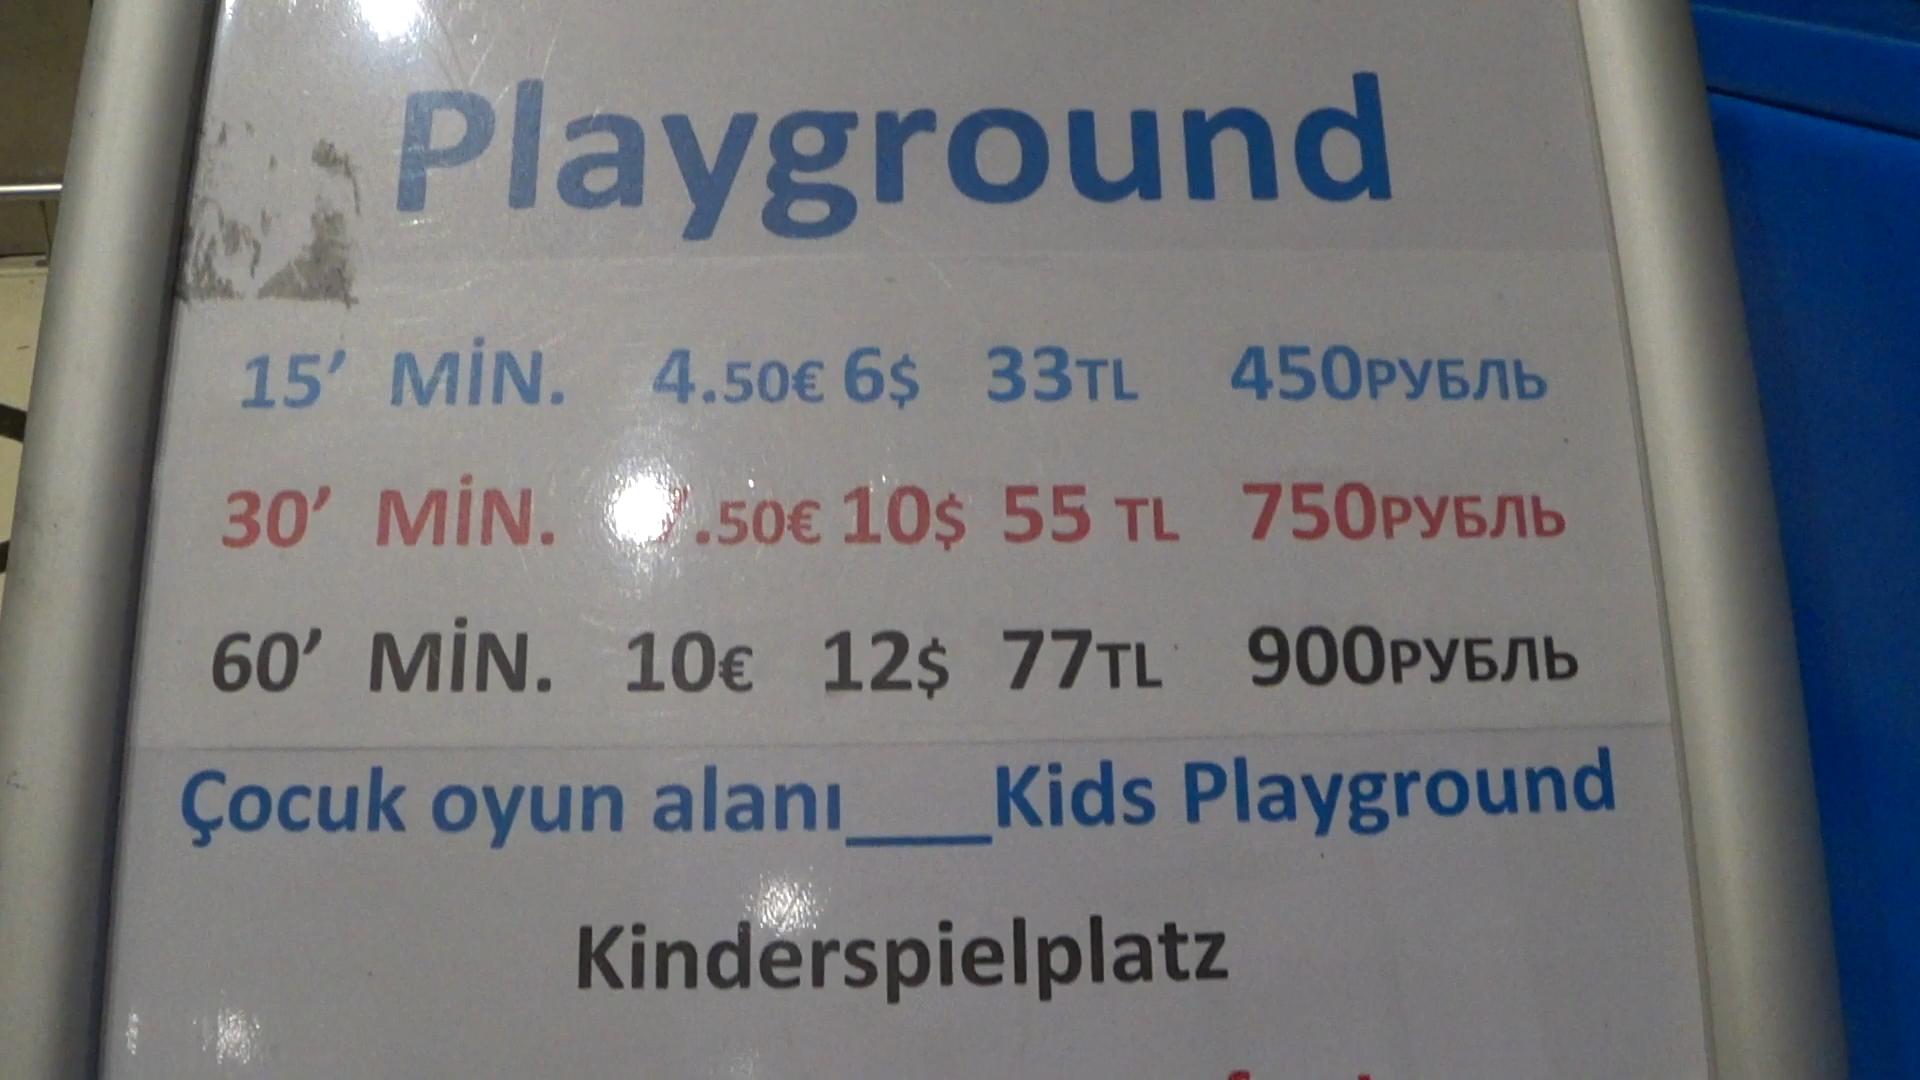 Playground
15’ MİN. 4.50€ 6$ 33TL 450РУБЛЬ
30’ MİN. .50€ 10$ 55 TL 750РУБЛЬ
60’ MİN. 10€ 12$ 77TL 900РУБЛЬ
Çocuk oyun alanı___Kids Playground
Kinderspielplatz